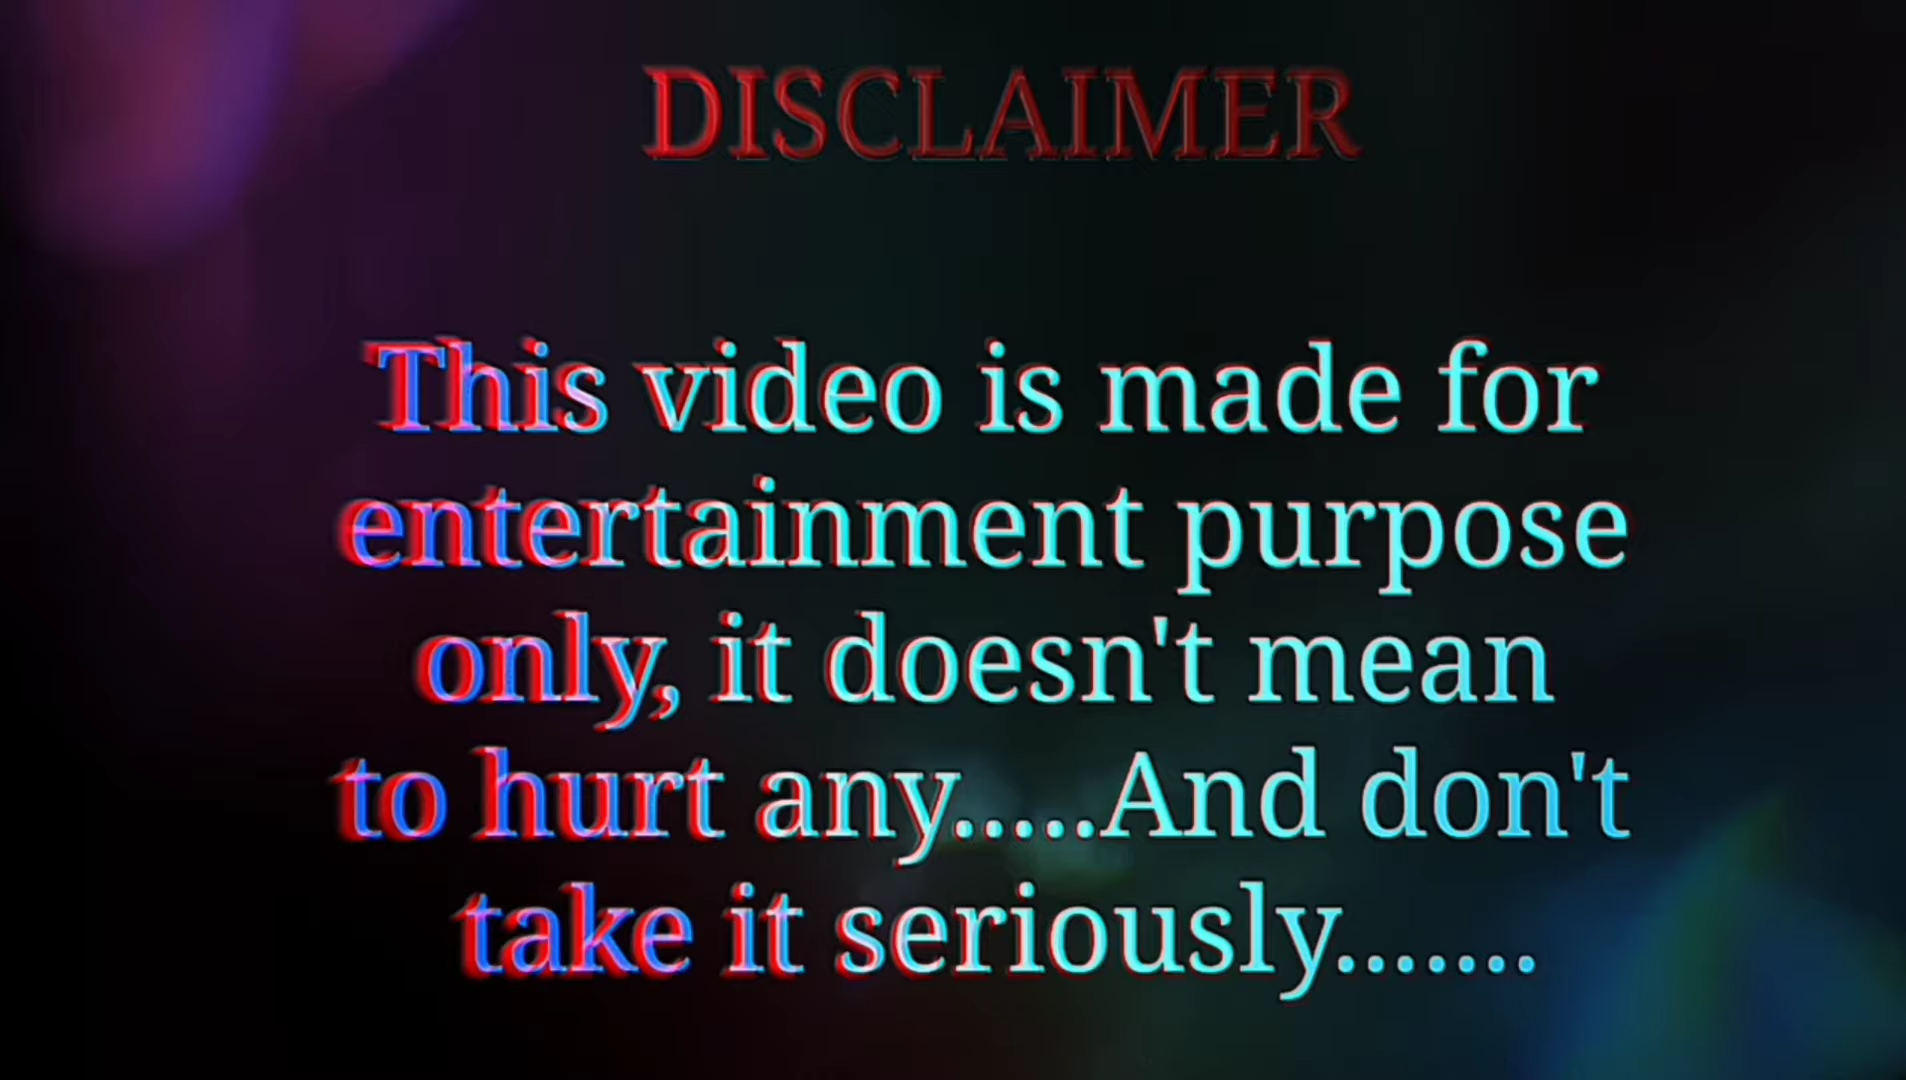 DISCLAIMER
This video is made for
entertainment purpose
only, it doesn't mean
to hurt any.....And don't
take it seriously.......